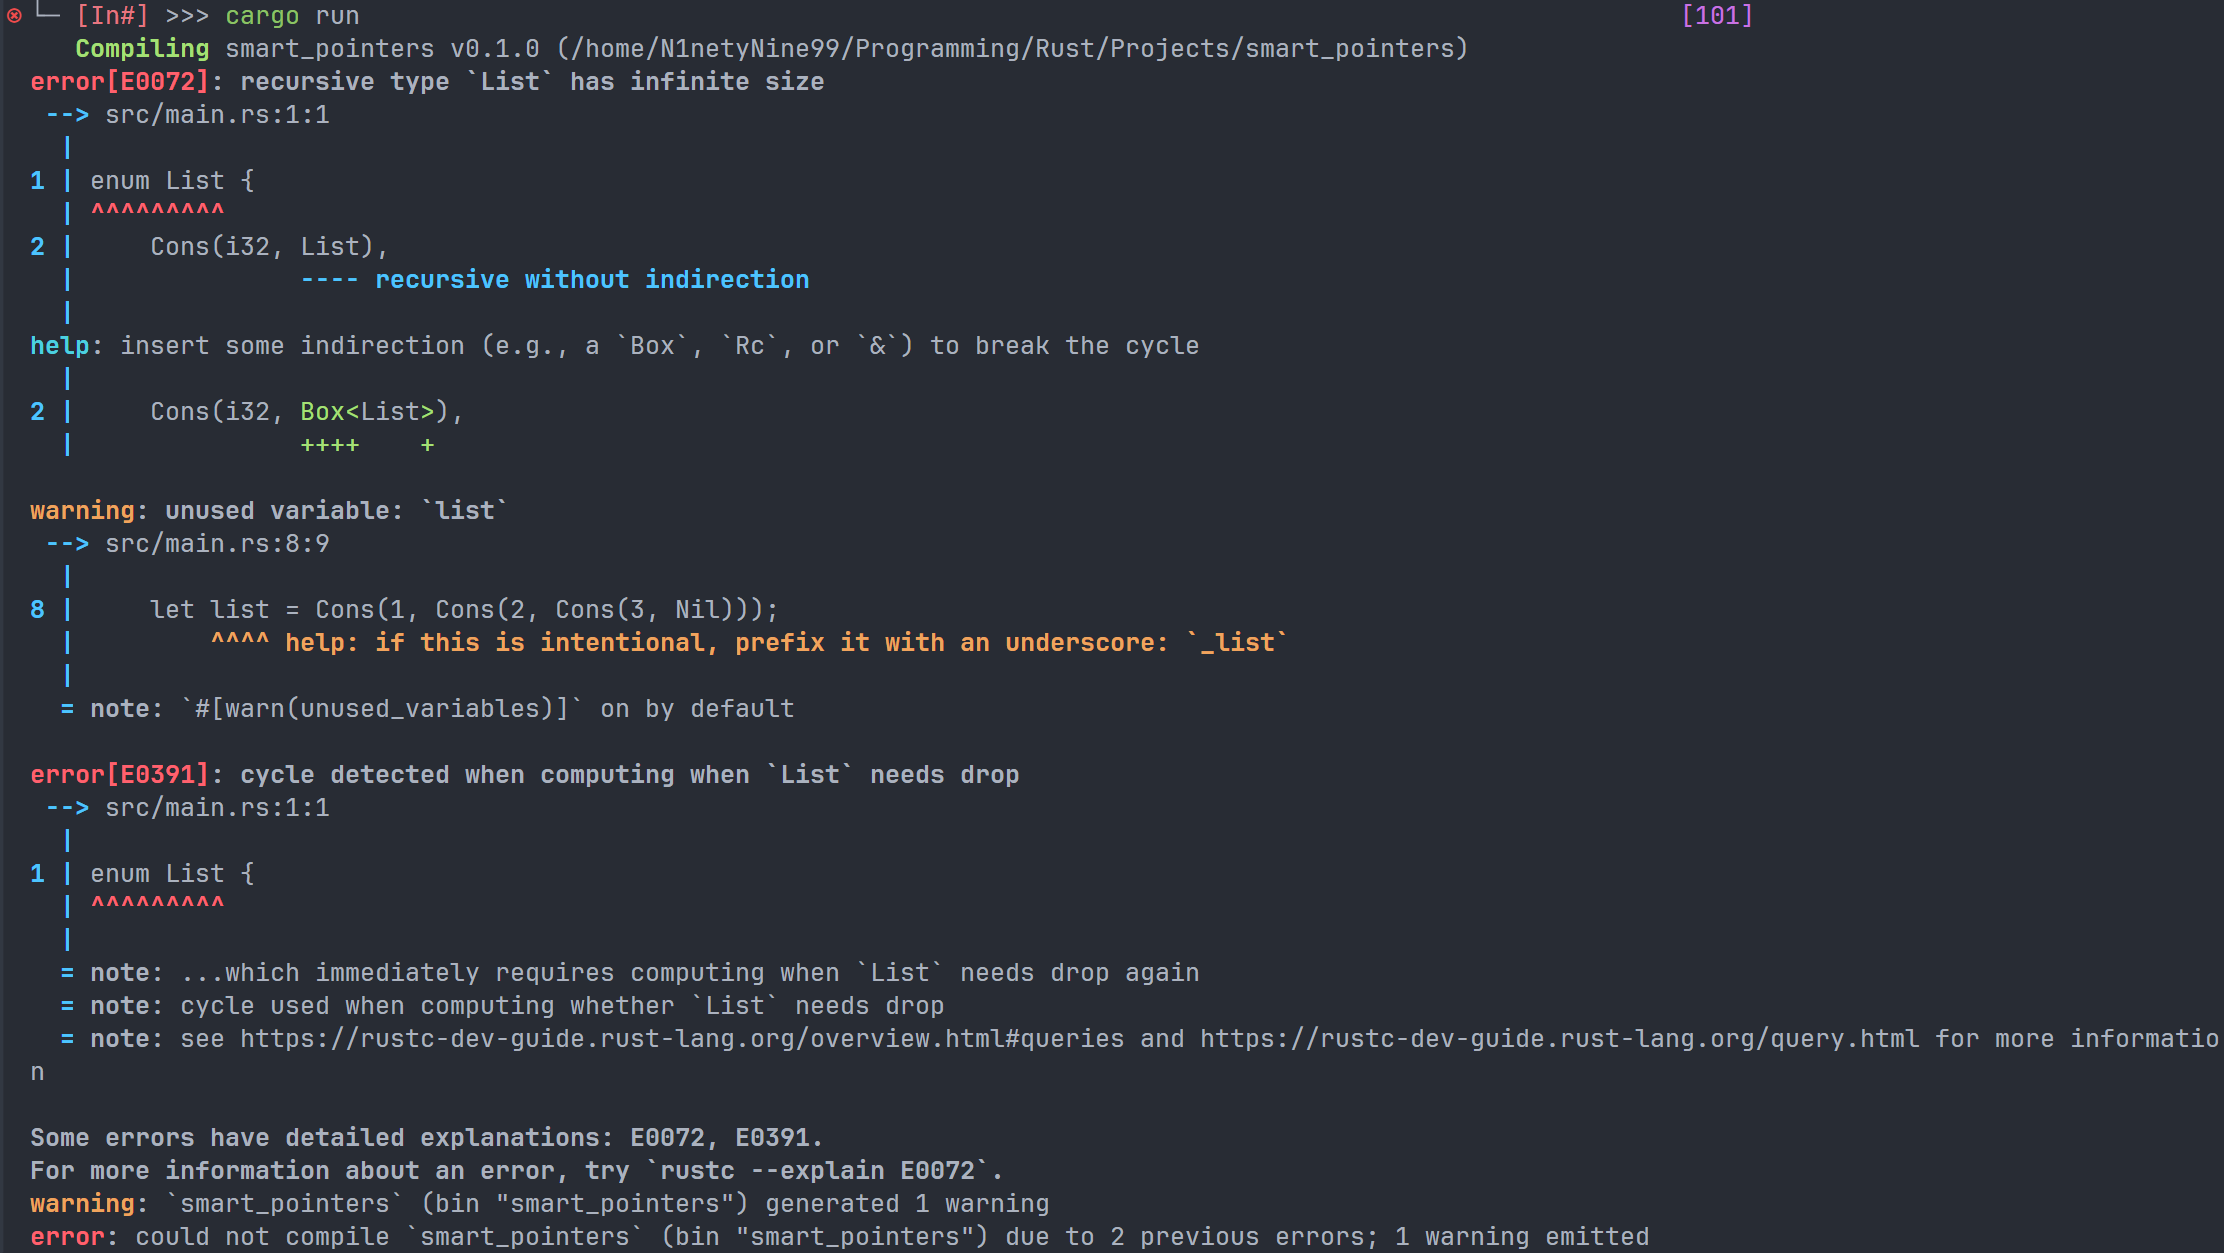 └─ [In#] >>> cargo run [101]
   Compiling smart_pointers v0.1.0 (/home/N1netyNine99/Programming/Rust/Projects/smart_pointers)
error[E0072]: recursive type `List` has infinite size
 --> src/main.rs:1:1
  |
1 | enum List {
  | ^^^^^^^^^
2 |     Cons(i32, List),
  |               ---- recursive without indirection
  |
help: insert some indirection (e.g., a `Box`, `Rc`, or `&`) to break the cycle
  |
2 |     Cons(i32, Box<List>),
  |               ++++    +

warning: unused variable: `list`
 --> src/main.rs:8:9
  |
8 |     let list = Cons(1, Cons(2, Cons(3, Nil)));
  |         ^^^^ help: if this is intentional, prefix it with an underscore: `_list`
  |
  = note: `#[warn(unused_variables)]` on by default

error[E0391]: cycle detected when computing when `List` needs drop
 --> src/main.rs:1:1
  |
1 | enum List {
  | ^^^^^^^^^
  |
  = note: ...which immediately requires computing when `List` needs drop again
  = note: cycle used when computing whether `List` needs drop
  = note: see https://rustc-dev-guide.rust-lang.org/overview.html#queries and https://rustc-dev-guide.rust-lang.org/query.html for more informatio
n

Some errors have detailed explanations: E0072, E0391.
For more information about an error, try `rustc --explain E0072`.
warning: `smart_pointers` (bin "smart_pointers") generated 1 warning
error: could not compile `smart_pointers` (bin "smart_pointers") due to 2 previous errors; 1 warning emitted